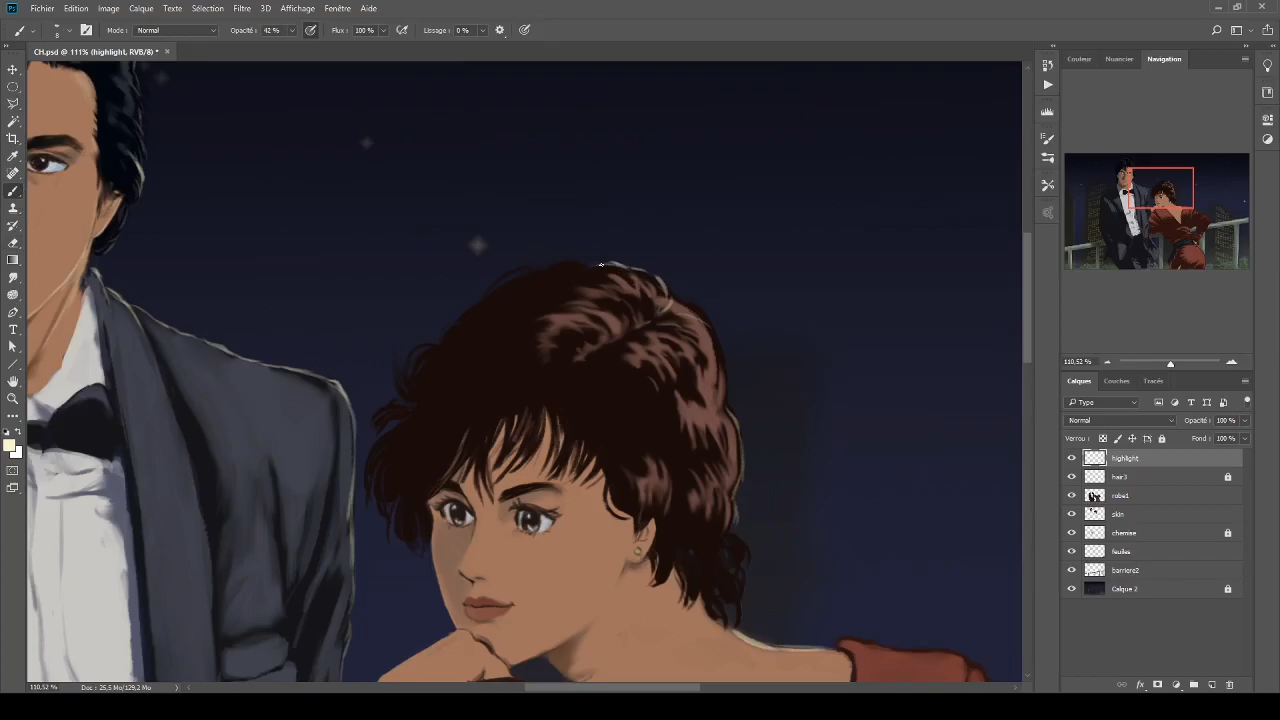 Fichier Edition Image Calque Texte Sélection Filtre 3D Affichage Fenêtre Aide
8 Mode : Normal Opacité : 42 % Flux : 100 % Lissage : 0 %
CH.psd @ 111% (highlight, RVB/8) * ×
Couleur Nuancier Navigation
110,52 %
Calques Couches Tracés
Type
Normal Opacité : 100 %
Verrou : Fond : 100 %
highlight
hair3
robe1
skin
chemise
feuiles
barriere2
Calque 2
110,52 % Doc : 25,5 Mo/129,2 Mo